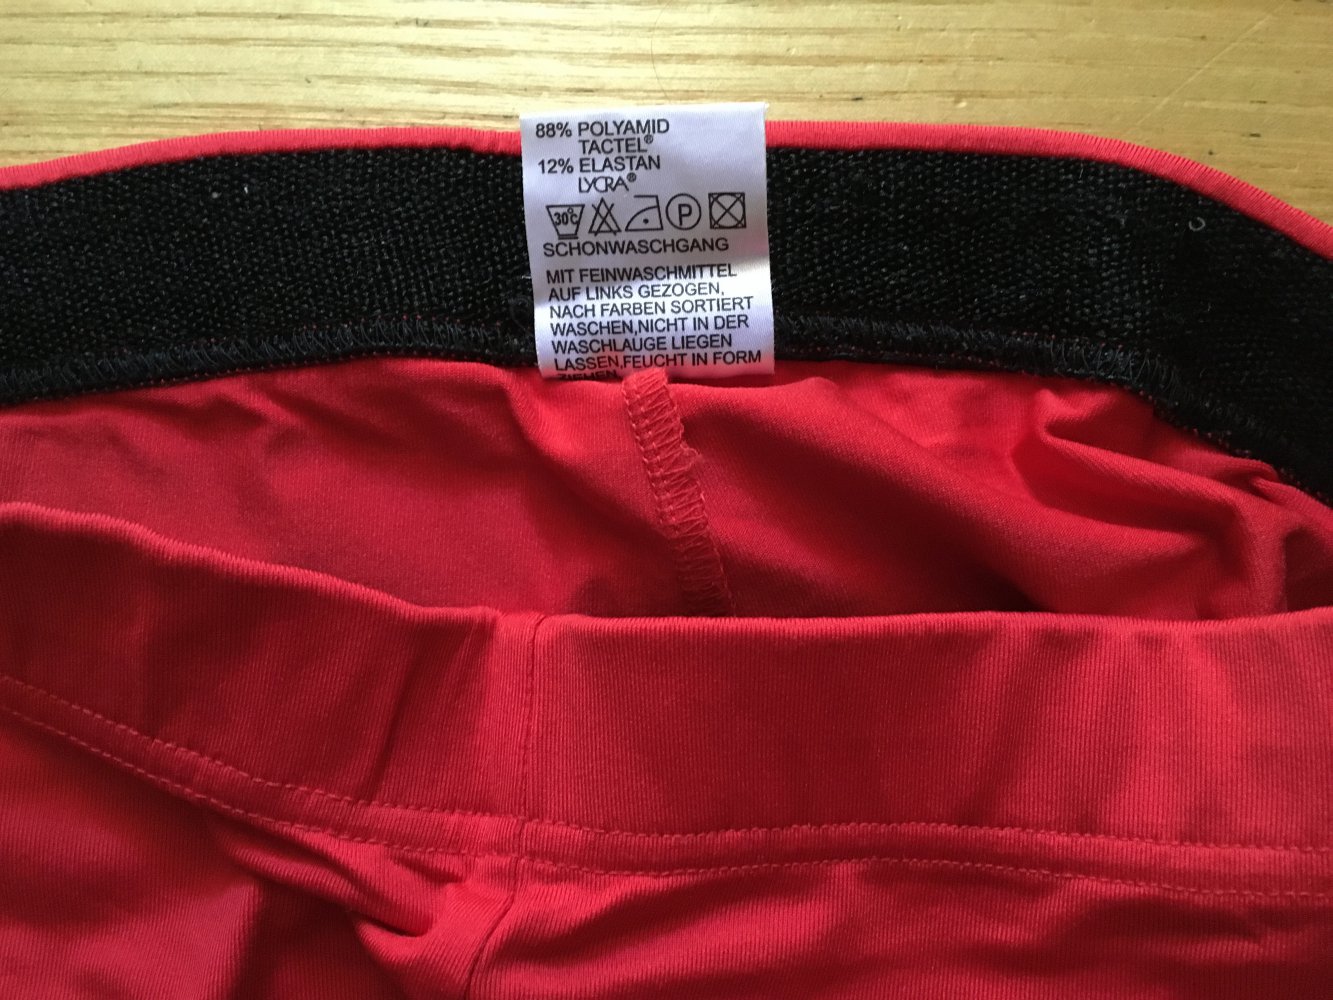 88% POLYAMID
TACTEL®
12% ELASTAN
LYCRA®
30°C P
SCHONWASCHGANG
MIT FEINWASCHMITTEL
AUF LINKS GEZOGEN,
NACH FARBEN SORTIERT
WASCHEN,NICHT IN DER
WASCHLAUGE LIEGEN
LASSEN,FEUCHT IN FORM
ZIEHEN